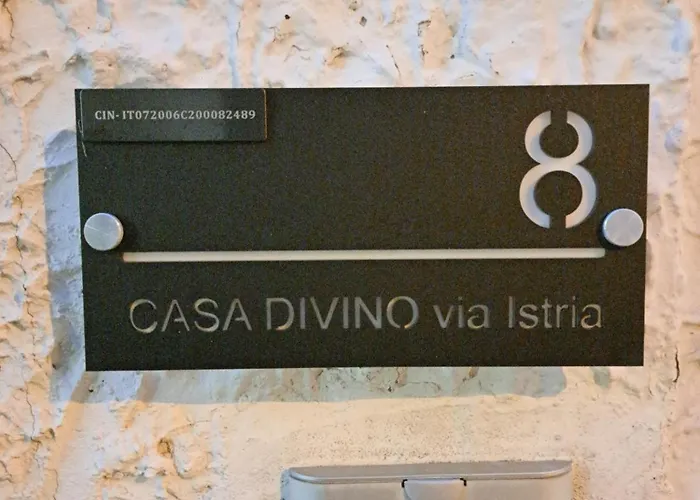 CIN- IT072006C200082489
8
CASA DIVINO via Istria